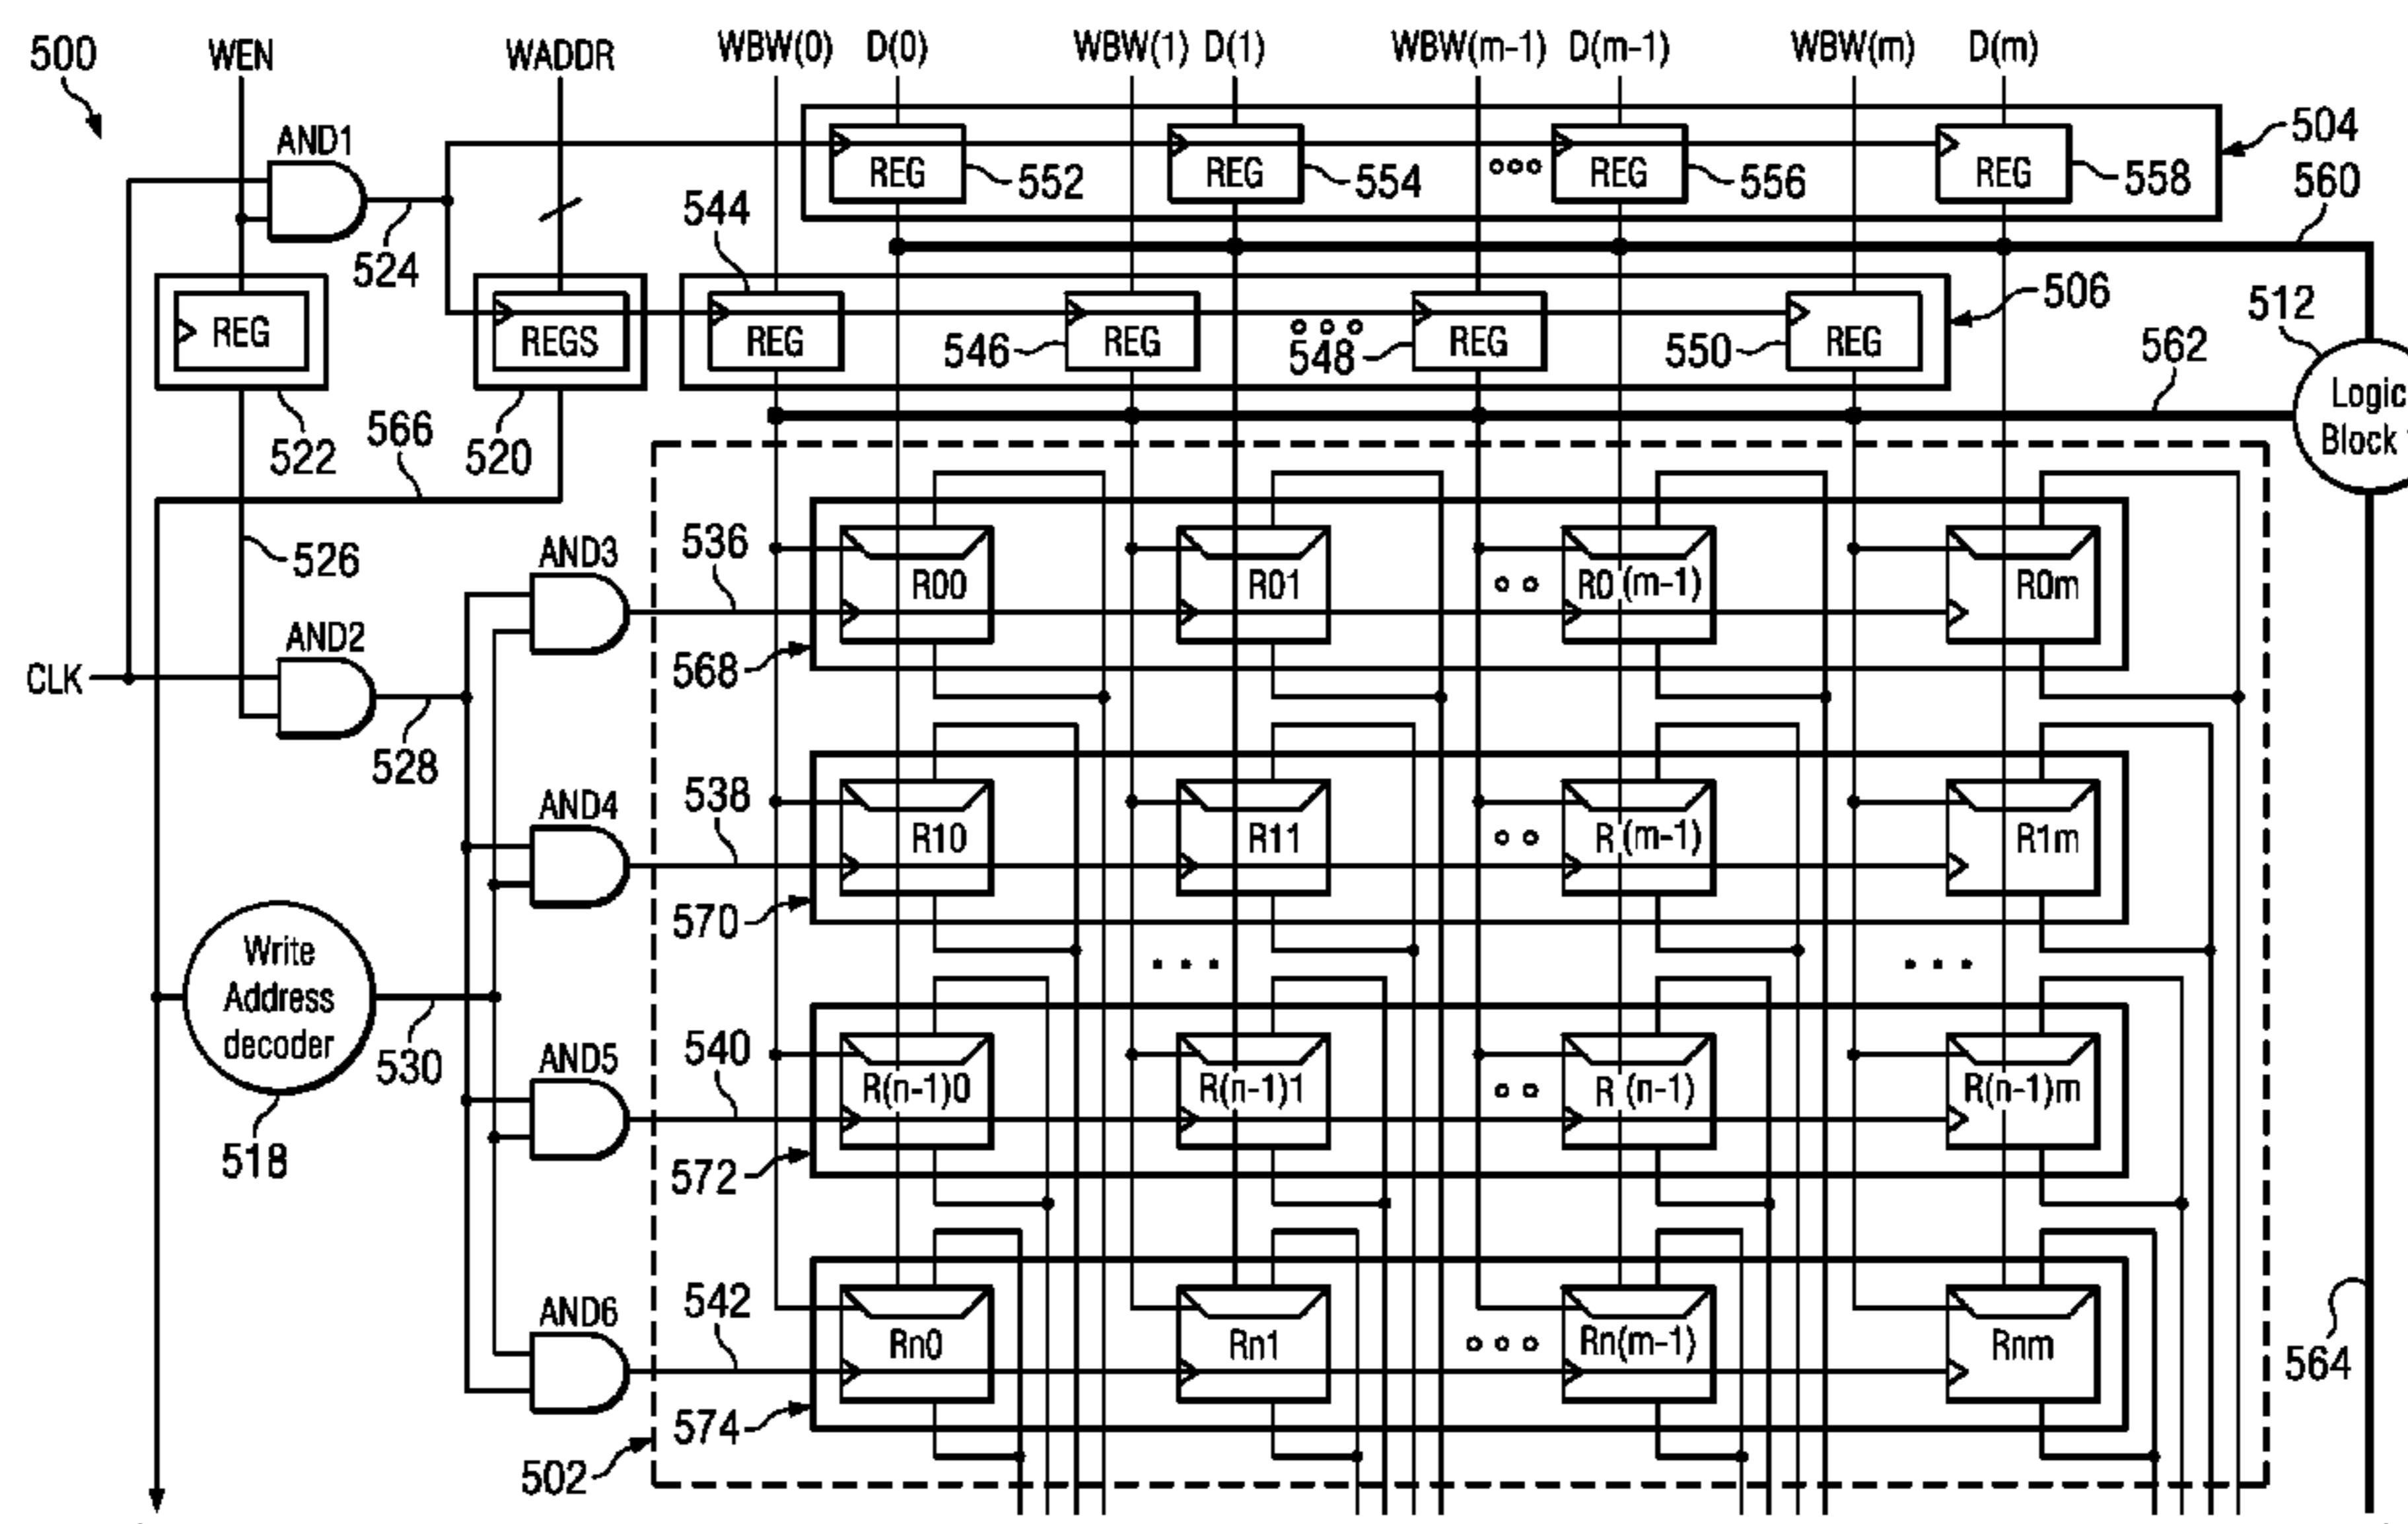 500 WEN WADDR WBW(0) D(0) WBW(1) D(1) WBW(m-1) D(m-1) WBW(m) D(m)
AND1
REG 552 REG 554 REG 556 REG 558 504
560
524
544
REG REGS REG 546 REG 548 REG 550 REG 506
512
522 566 520 562
Logic
Block
526
AND3 536 R00 R01 R0 (m-1) R0m
568
CLK AND2
528
AND4 538 R10 R11 R (m-1) R1m
570
Write
Address
decoder
518 530
AND5 540 R(n-1)0 R(n-1)1 R (n-1) R(n-1)m
572
AND6 542 Rn0 Rn1 Rn(m-1) Rnm
574
564
502